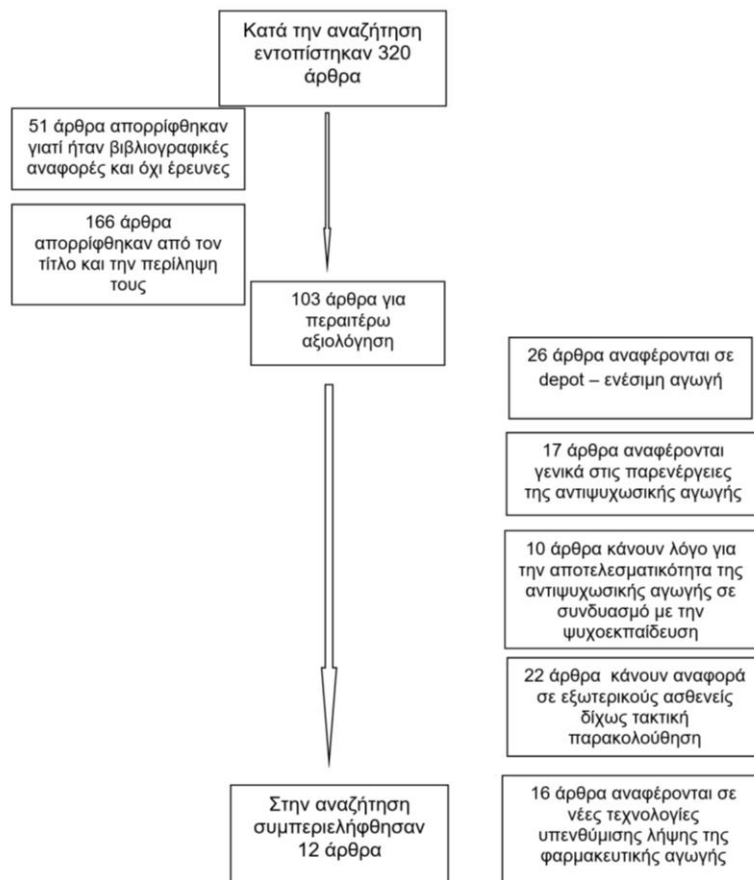 Κατά την αναζήτηση
εντοπίστηκαν 320
άρθρα
51 άρθρα απορρίφθηκαν
γιατί ήταν βιβλιογραφικές
αναφορές και όχι έρευνες
166 άρθρα
απορρίφθηκαν από τον
τίτλο και την περίληψη
τους
103 άρθρα για
περαιτέρω
αξιολόγηση
26 άρθρα αναφέρονται σε
depot – ενέσιμη αγωγή
17 άρθρα αναφέρονται
γενικά στις παρενέργειες
της αντιψυχωσικής αγωγής
10 άρθρα κάνουν λόγο για
την αποτελεσματικότητα της
αντιψυχωσικής αγωγής σε
συνδυασμό με την
ψυχοεκπαίδευση
22 άρθρα κάνουν αναφορά
σε εξωτερικούς ασθενείς
δίχως τακτική
παρακολούθηση
Στην αναζήτηση
συμπεριελήφθησαν
12 άρθρα
16 άρθρα αναφέρονται σε
νέες τεχνολογίες
υπενθύμισης λήψης της
φαρμακευτικής αγωγής